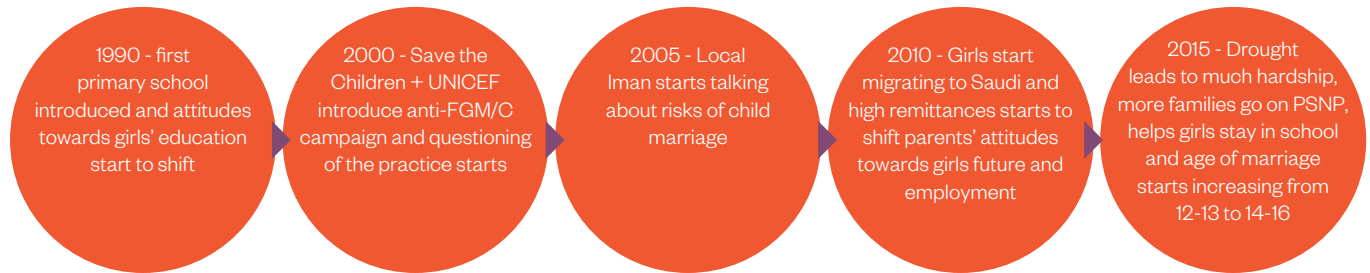 1990 - first
primary school
introduced and attitudes
towards girls' education
start to shift
2000 - Save the
Children + UNICEF
introduce anti-FGM/C
campaign and questioning
of the practice starts
2005 - Local
Iman starts talking
about risks of child
marriage
2010 - Girls start
migrating to Saudi and
high remittances starts to
shift parents' attitudes
towards girls future and
employment
2015 - Drought
leads to much hardship,
more families go on PSNP,
helps girls stay in school
and age of marriage
starts increasing from
12-13 to 14-16